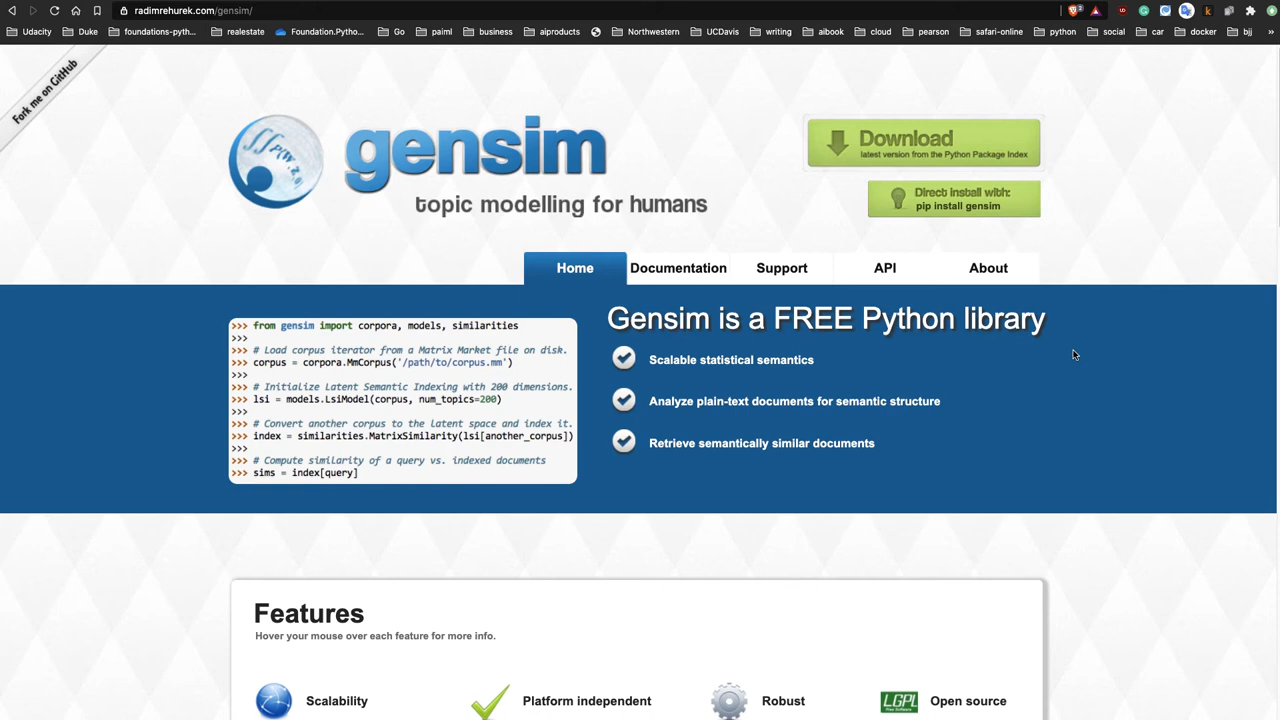 radimrehurek.com/gensim/
2
Udacity Duke foundations-pyth... realestate Foundation.Pytho... Go paiml business aiproducts Northwestern UCDavis writing aibook cloud pearson safari-online python social car docker bjj »
Fork me on GitHub
gensim
topic modelling for humans
Download
latest version from the Python Package Index
Direct install with:
pip install gensim
Home Documentation Support API About
>>> from gensim import corpora, models, similarities
>>>
>>> # Load corpus iterator from a Matrix Market file on disk.
>>> corpus = corpora.MmCorpus('/path/to/corpus.mm')
>>>
>>> # Initialize Latent Semantic Indexing with 200 dimensions.
>>> lsi = models.LsiModel(corpus, num_topics=200)
>>>
>>> # Convert another corpus to the latent space and index it.
>>> index = similarities.MatrixSimilarity(lsi[another_corpus])
>>>
>>> # Compute similarity of a query vs. indexed documents
>>> sims = index[query]
Gensim is a FREE Python library
Scalable statistical semantics
Analyze plain-text documents for semantic structure
Retrieve semantically similar documents
Features
Hover your mouse over each feature for more info.
Scalability Platform independent Robust LGPL Open source